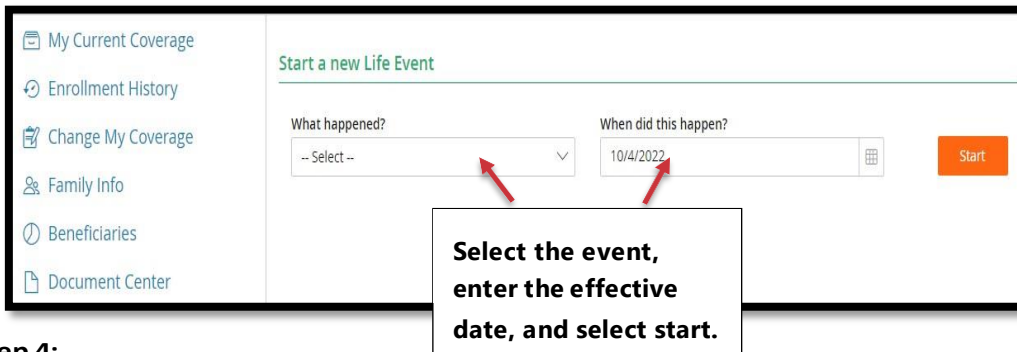 My Current Coverage
Enrollment History
Change My Coverage
Family Info
Beneficiaries
Document Center
Start a new Life Event
What happened?
When did this happen?
-- Select --
10/4/2022
Start
Select the event,
enter the effective
date, and select start.
4: